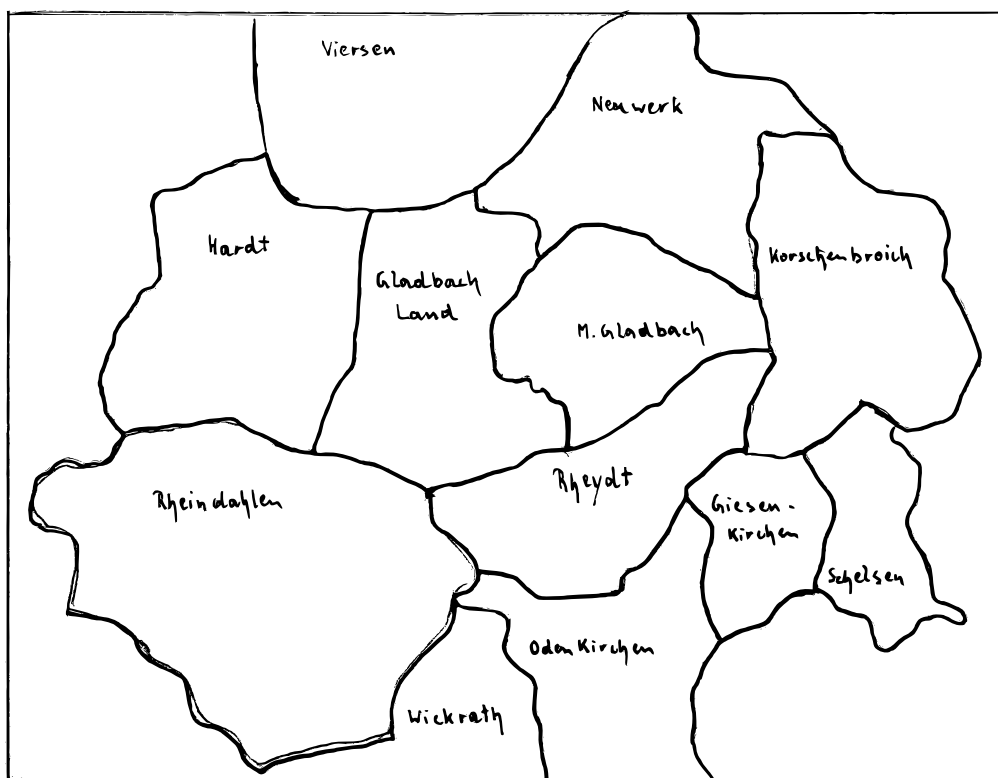 Viersen
Neuwerk
Hardt
Gladbach
Land
Korschenbroich
M. Gladbach
Rheindahlen
Rheydt
Giesen-
Kirchen
Schelsen
Odenkirchen
Wickrath